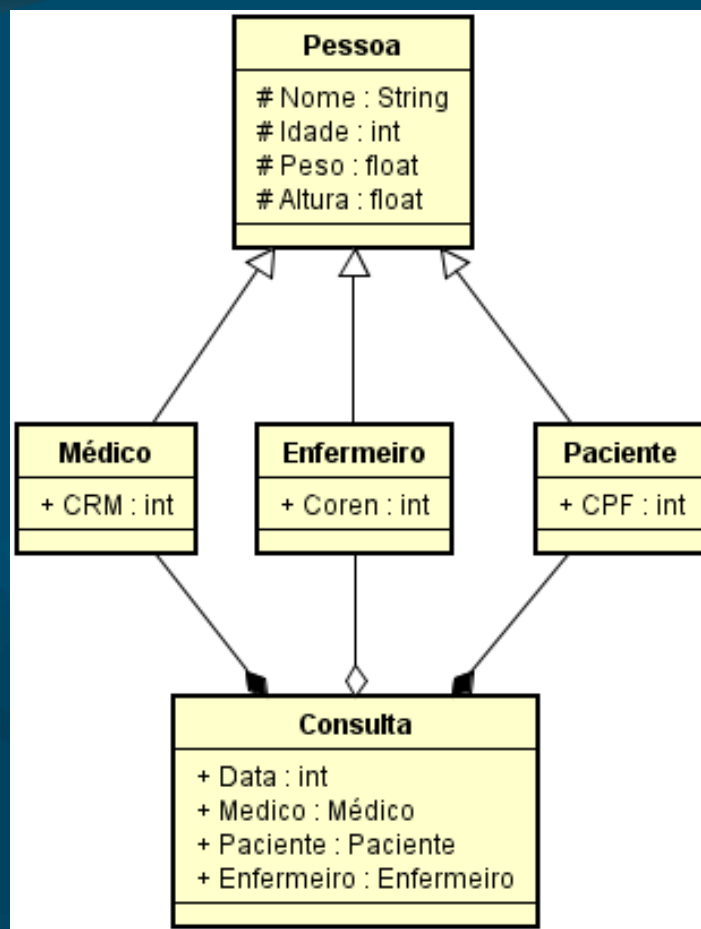 Pessoa
# Nome : String
# Idade : int
# Peso : float
# Altura : float
Médico
+ CRM : int
Enfermeiro
+ Coren : int
Paciente
+ CPF : int
Consulta
+ Data : int
+ Medico : Médico
+ Paciente : Paciente
+ Enfermeiro : Enfermeiro